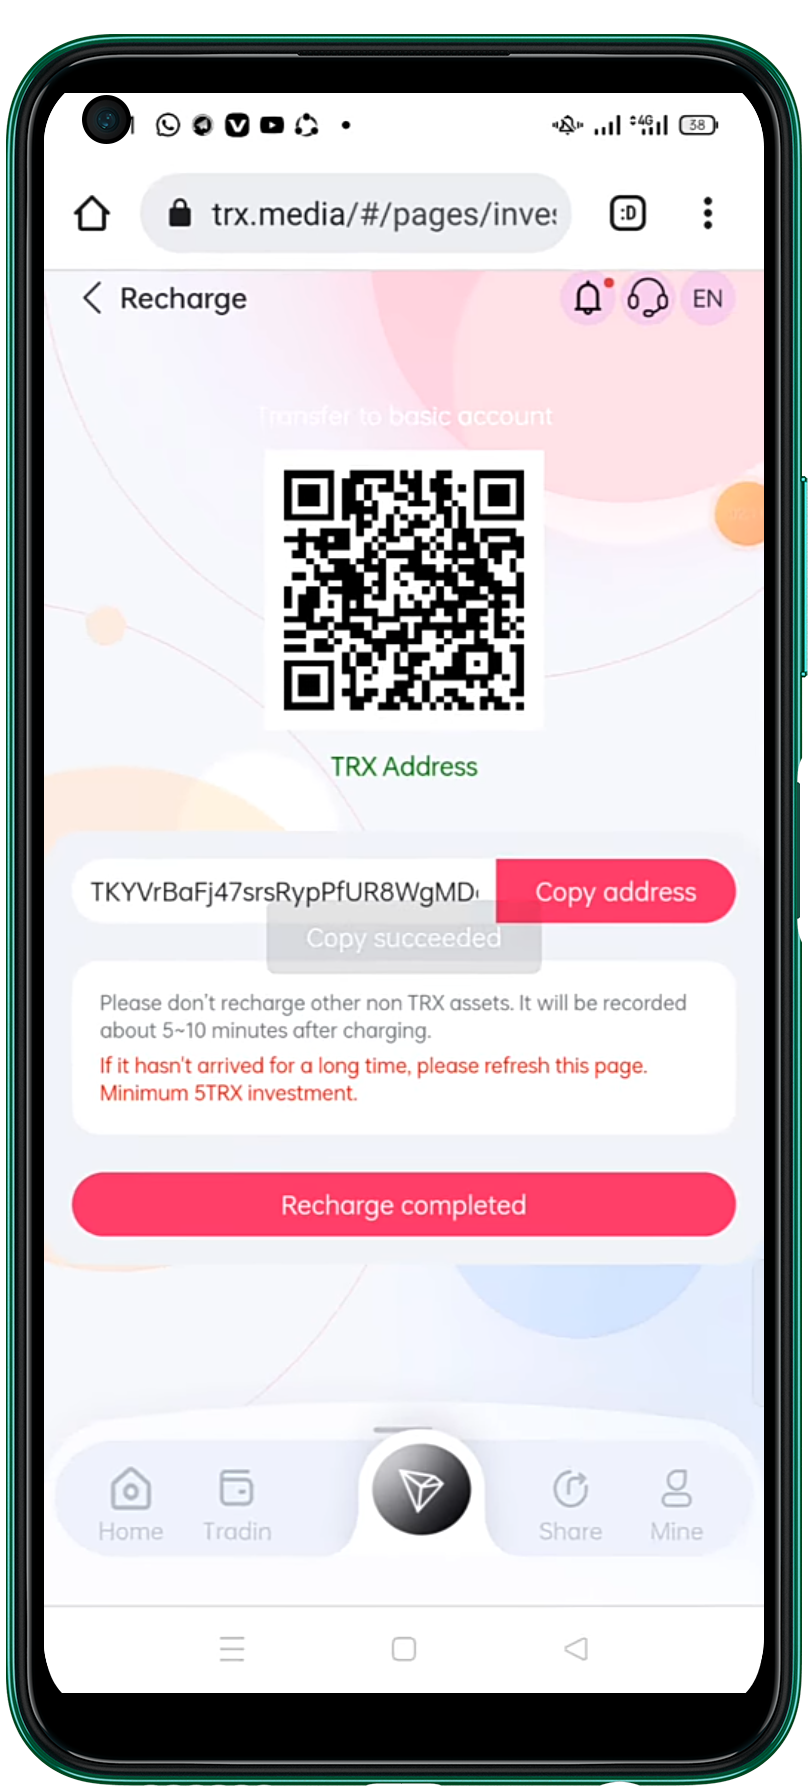 4G
38
trx.media/#/pages/inves
:D
Recharge
EN
Transfer to basic account
TRX Address
TKYVrBaFj47srsRypPfUR8WgMD
Copy address
Copy succeeded
Please don't recharge other non TRX assets. It will be recorded
about 5~10 minutes after charging.
If it hasn't arrived for a long time, please refresh this page.
Minimum 5TRX investment.
Recharge completed
Home
Tradin
Share
Mine